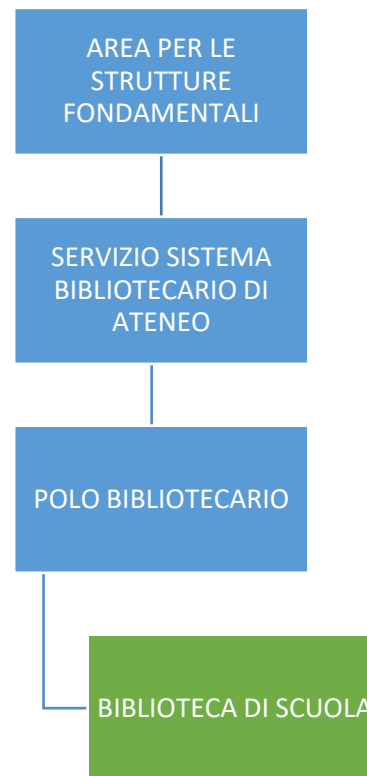 AREA PER LE
STRUTTURE
FONDAMENTALI
SERVIZIO SISTEMA
BIBLIOTECARIO DI
ATENEO
POLO BIBLIOTECARIO
BIBLIOTECA DI SCUOLA